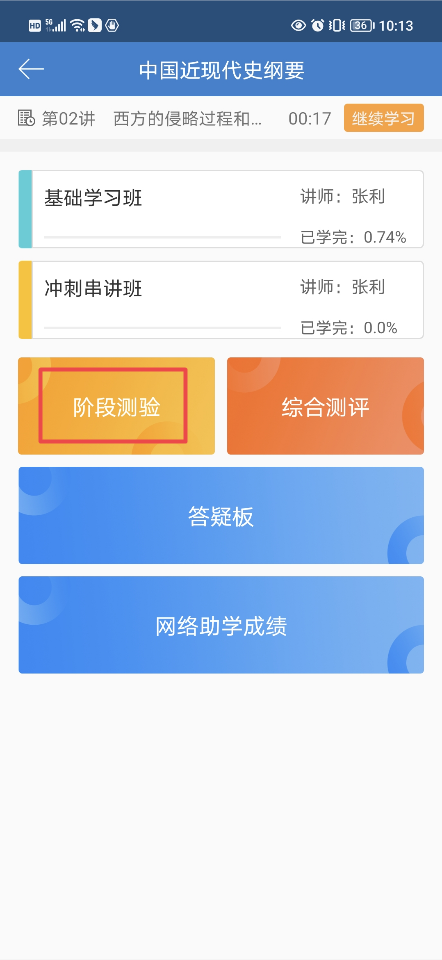 HD 5G 36 10:13
中国近现代史纲要
第02讲 西方的侵略过程和... 00:17 继续学习
基础学习班 讲师：张利
已学完：0.74%
冲刺串讲班 讲师：张利
已学完：0.0%
阶段测验 综合测评
答疑板
网络助学成绩